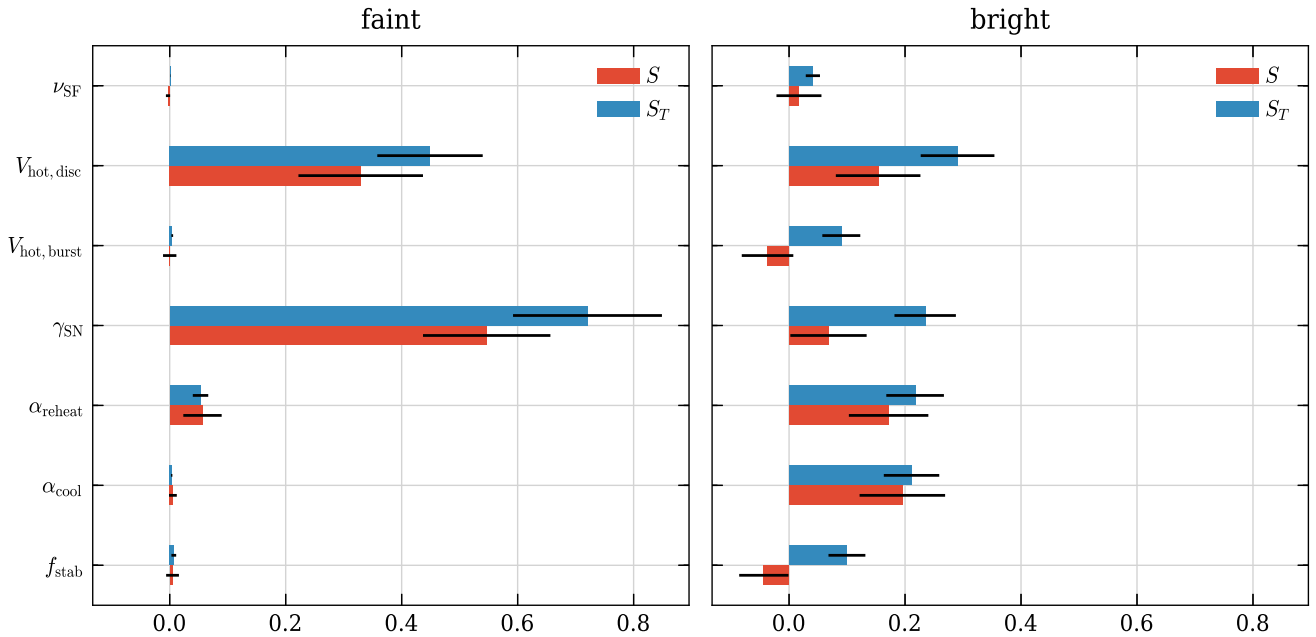 faint
bright
ν_SF
V_hot, disc
V_hot, burst
γ_SN
α_reheat
α_cool
f_stab
S
S_T
S
S_T
0.0 0.2 0.4 0.6 0.8
0.0 0.2 0.4 0.6 0.8